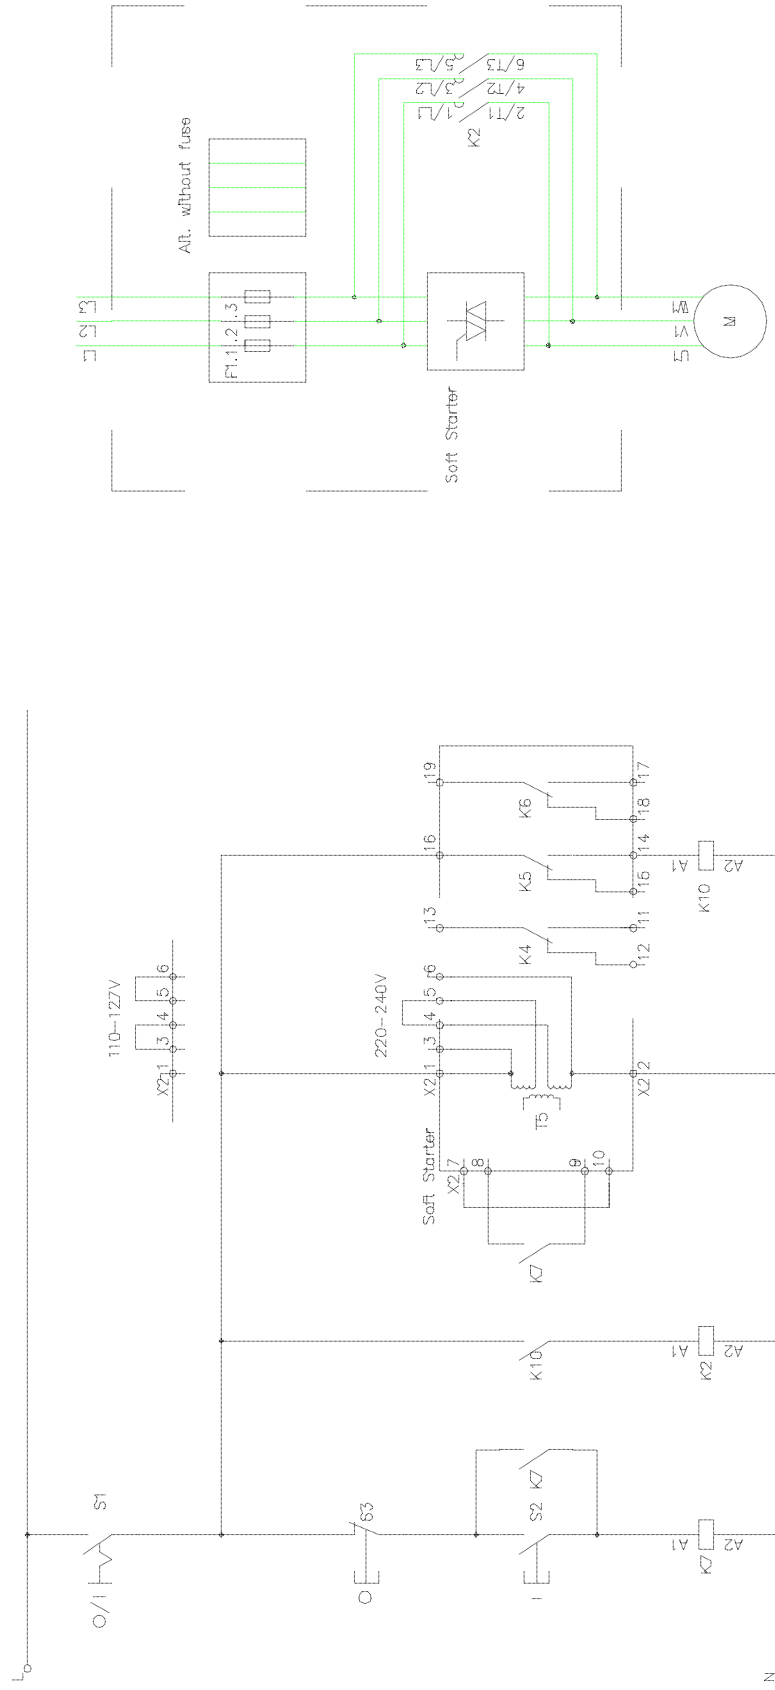 L3
L2
L1
F1.1.2.3
Alt. without fuse
5/L3
3/L2
1/L1
6/T3
4/T2
2/T1
K2
Soft Starter
W1
V1
U1
M
110-127V
X2
1
3
4
5
6
220-240V
X2
1
3
4
5
6
13
16
19
K4
K5
K6
12
11
15
14
18
17
T5
X2
2
Soft Starter
X2
7
8
9
10
K7
A1
A2
K10
K10
A1
A2
K2
L
O/I
S1
O
S3
I
S2
K7
A1
A2
K7
N